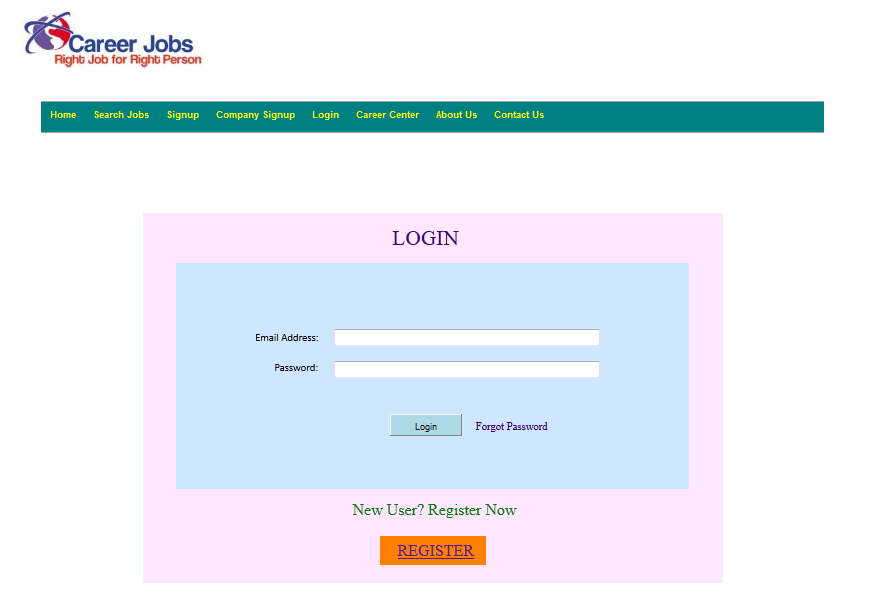 Career Jobs
Right Job for Right Person
Home Search Jobs Signup Company Signup Login Career Center About Us Contact Us
LOGIN
Email Address:
Password:
Login Forgot Password
New User? Register Now
REGISTER